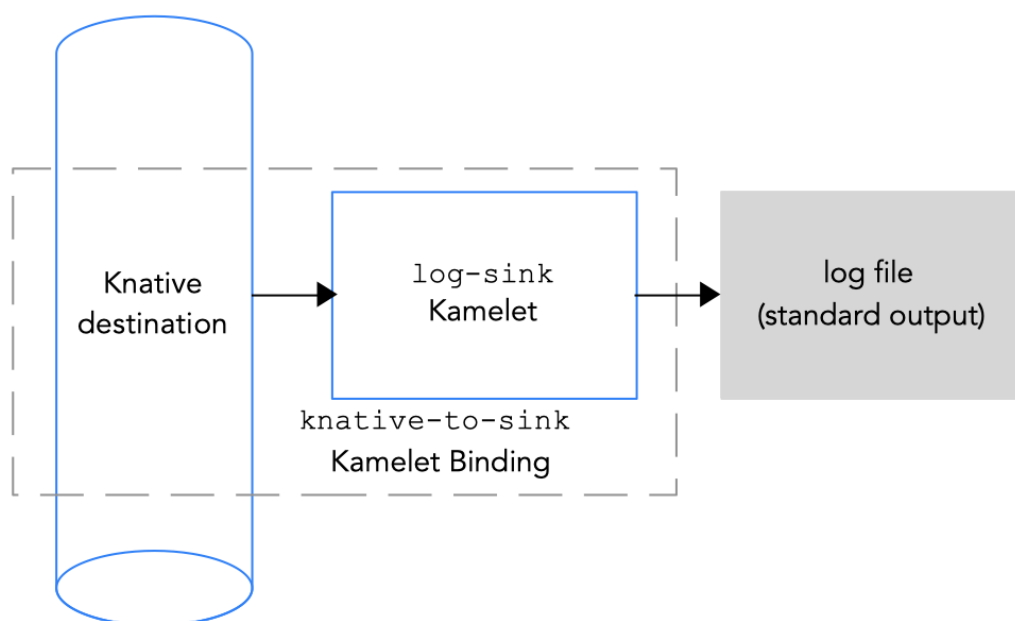 Knative
destination
log-sink
Kamelet
knative-to-sink
Kamelet Binding
log file
(standard output)